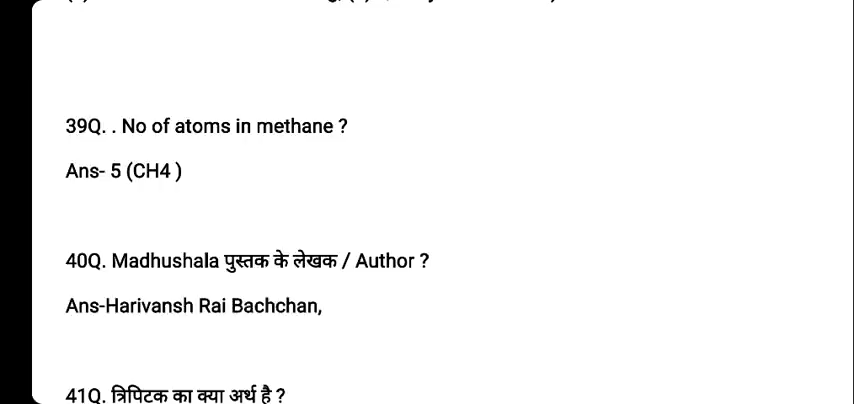 39Q. . No of atoms in methane ?
Ans- 5 (CH4 )
40Q. Madhushala पुस्तक के लेखक / Author ?
Ans-Harivansh Rai Bachchan,
41Q. त्रिपिटक का क्या अर्थ है ?